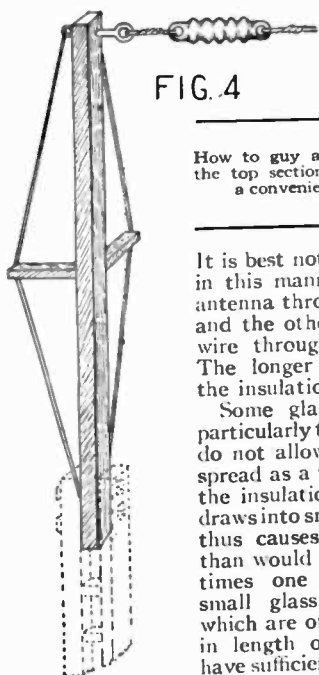 FIG. 4
How to guy a
the top section
a convenie
It is best not
in this mann
antenna thro
and the othe
wire through
The longer
the insulatio
Some gla
particularly t
do not allow
spread as a
the insulatio
draws into sn
thus causes
than would
times one
small glass
which are o
in length o
have sufficie